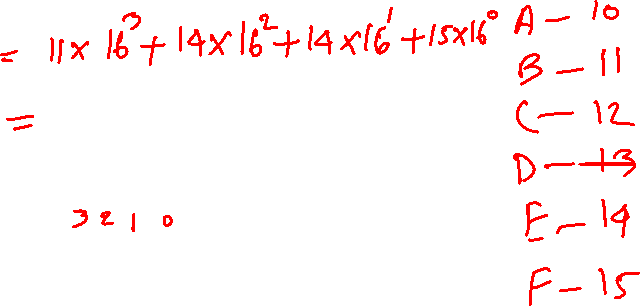 = 11 x 16³ + 14 x 16² + 14 x 16¹ + 15 x 16⁰
=
3 2 1 0
A - 10
B - 11
C - 12
D - 13
E - 14
F - 15